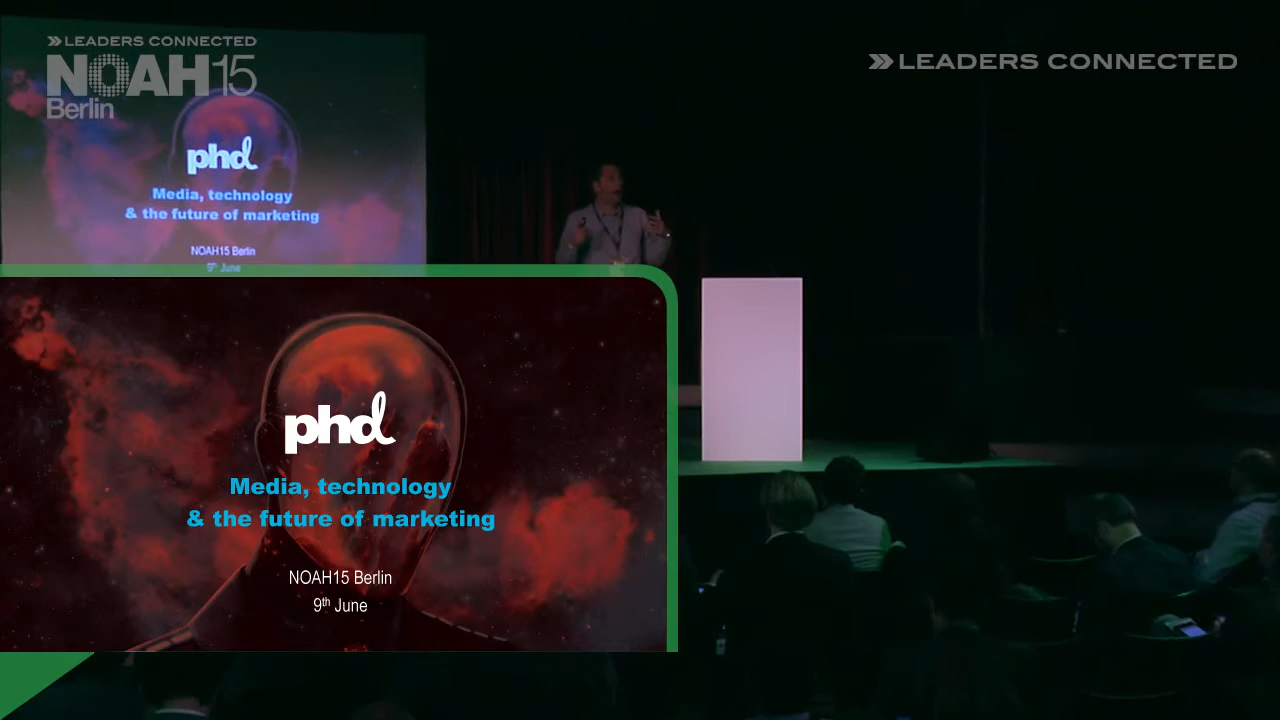 LEADERS CONNECTED
NOAH15
Berlin
LEADERS CONNECTED
phd
Media, technology
& the future of marketing
NOAH15 Berlin
9th June
phd
Media, technology
& the future of marketing
NOAH15 Berlin
9th June